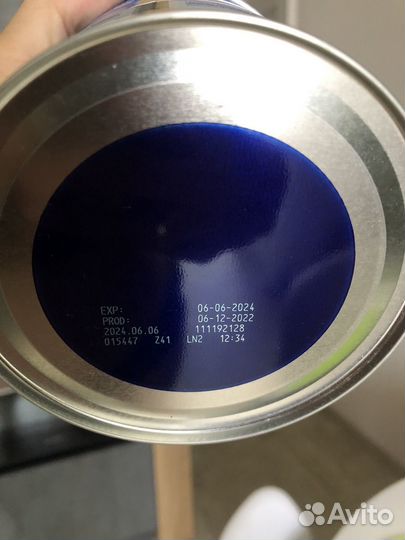 EXP: 06-06-2024
PROD: 06-12-2022
2024.06.06 111192128
015447 Z41 LN2 12:34
Avito